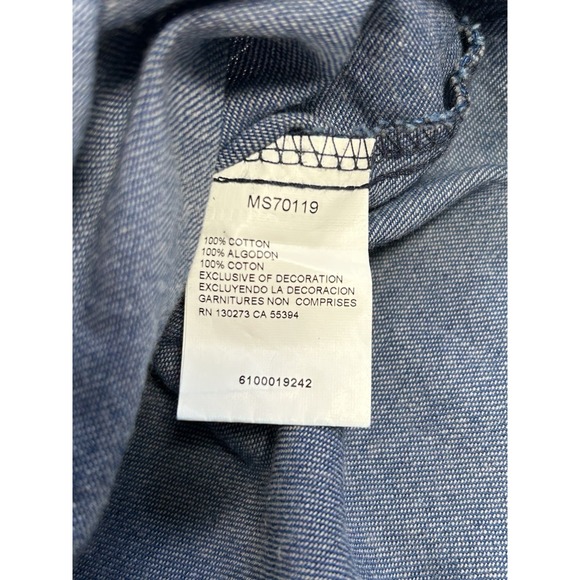 MS70119
100% COTTON
100% ALGODON
100% COTON
EXCLUSIVE OF DECORATION
EXCLUYENDO LA DECORACION
GARNITURES NON COMPRISES
RN 130273 CA 55394
6100019242